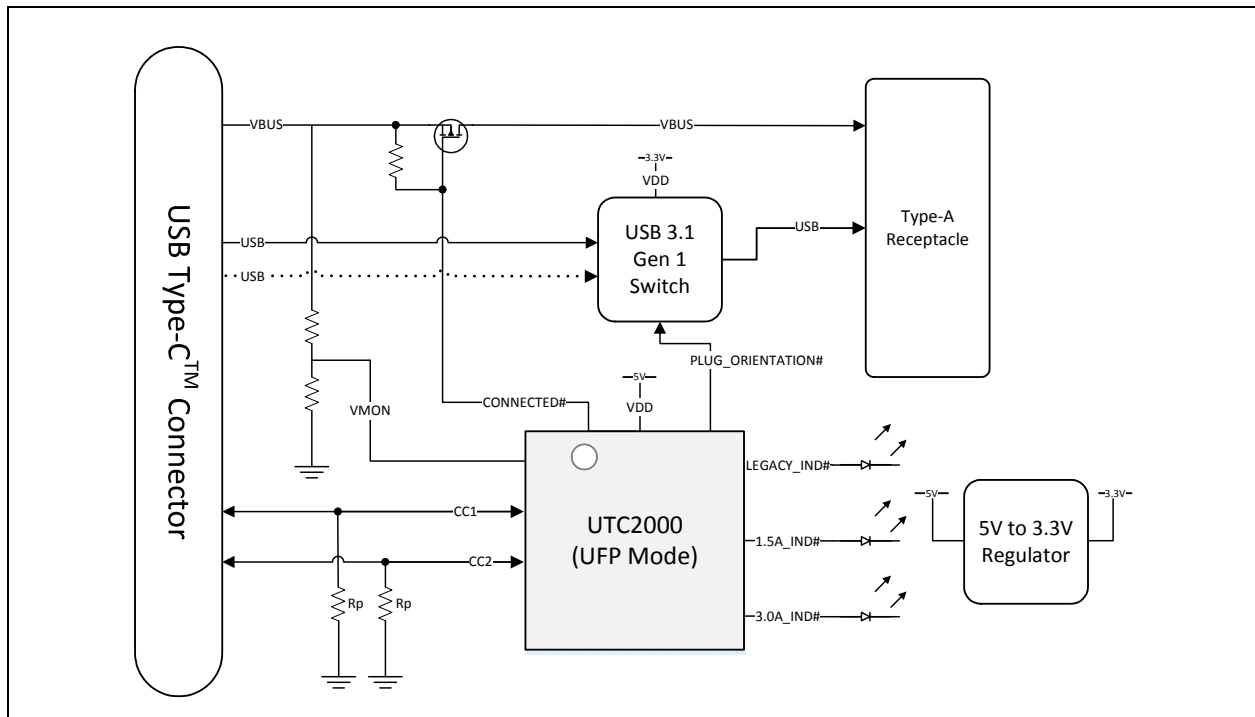 USB Type-C™ Connector
VBUS
VBUS
3.3V
VDD
USB
USB 3.1
Gen 1
Switch
USB
USB
Type-A
Receptacle
PLUG_ORIENTATION#
VMON
CONNECTED#
5V
VDD
LEGACY_IND#
1.5A_IND#
3.0A_IND#
UTC2000
(UFP Mode)
CC1
CC2
Rp
Rp
5V
5V to 3.3V
Regulator
3.3V